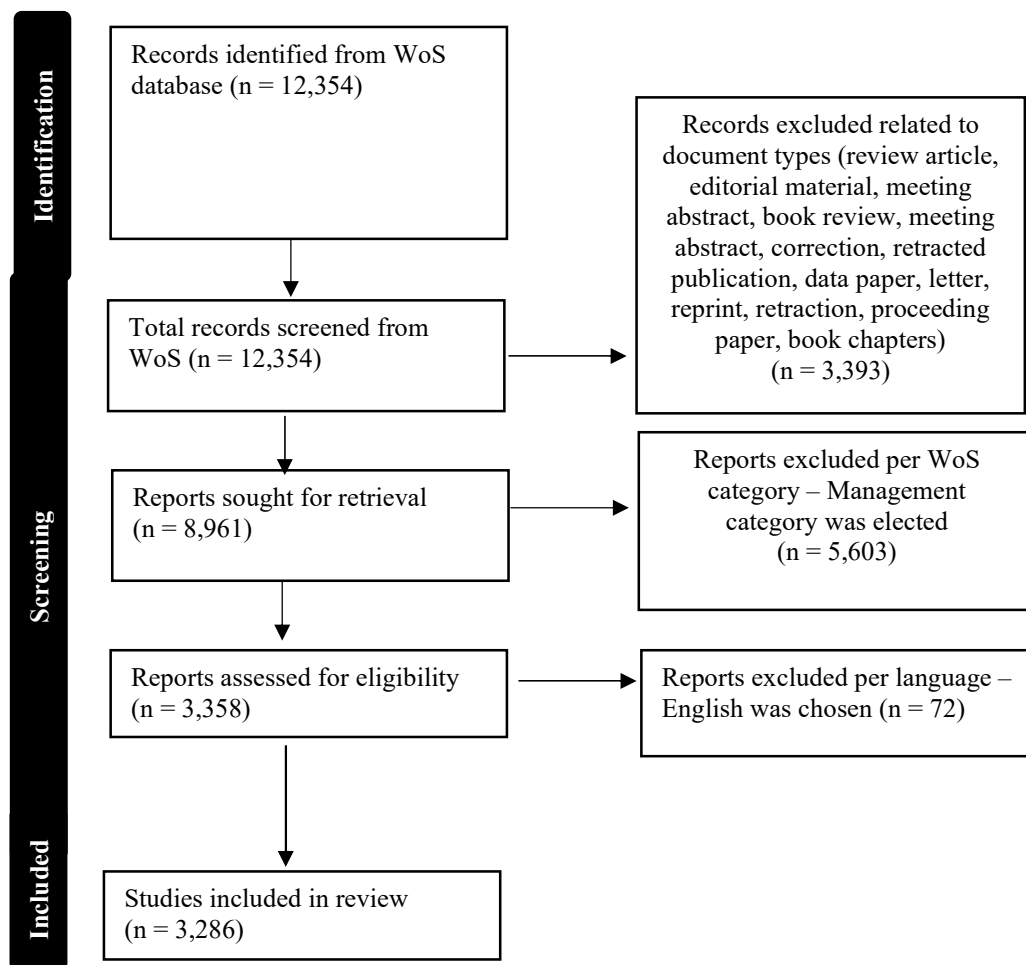 Identification
Records identified from WoS
database (n = 12,354)
Records excluded related to
document types (review article,
editorial material, meeting
abstract, book review, meeting
abstract, correction, retracted
publication, data paper, letter,
reprint, retraction, proceeding
paper, book chapters)
(n = 3,393)
Screening
Total records screened from
WoS (n = 12,354)
Reports sought for retrieval
(n = 8,961)
Reports excluded per WoS
category – Management
category was elected
(n = 5,603)
Reports assessed for eligibility
(n = 3,358)
Reports excluded per language –
English was chosen (n = 72)
Included
Studies included in review
(n = 3,286)